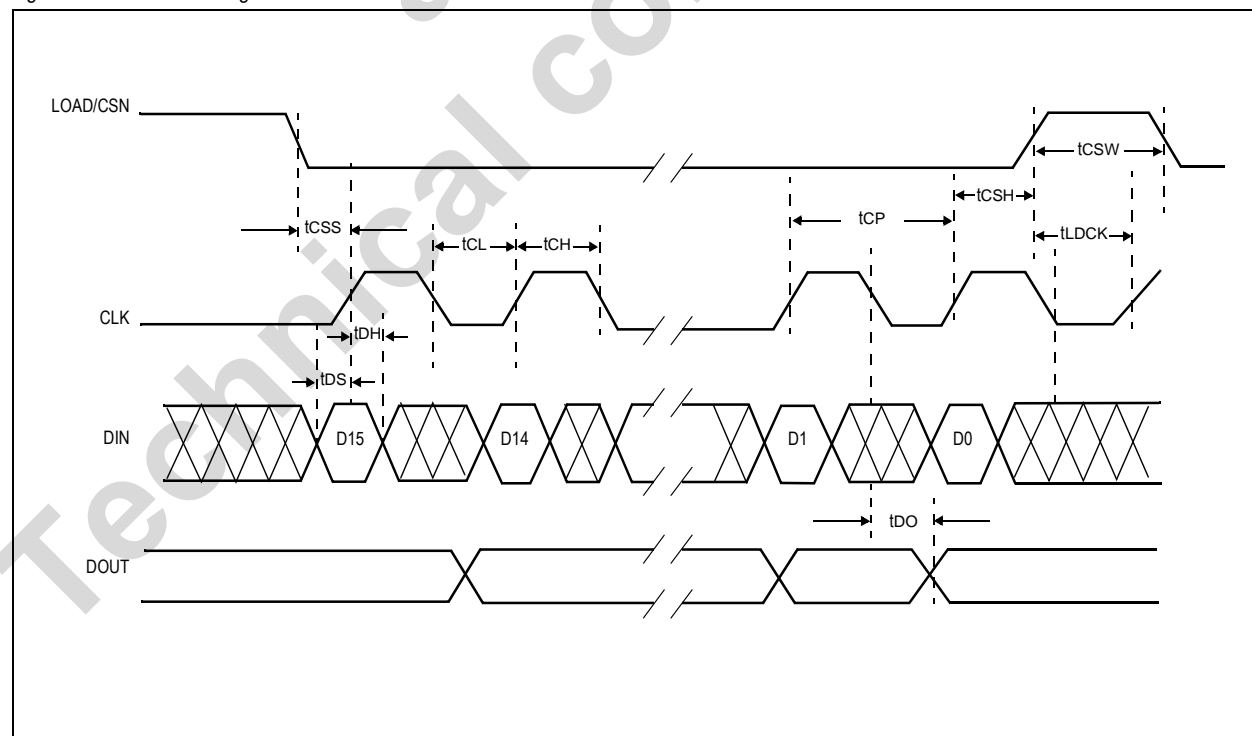 LOAD/CSN
tCSW
tCSH
tCP
tCSS
tCL
tCH
tLDCK
CLK
tDH
tDS
DIN
D15
D14
D1
D0
tDO
DOUT
Technical